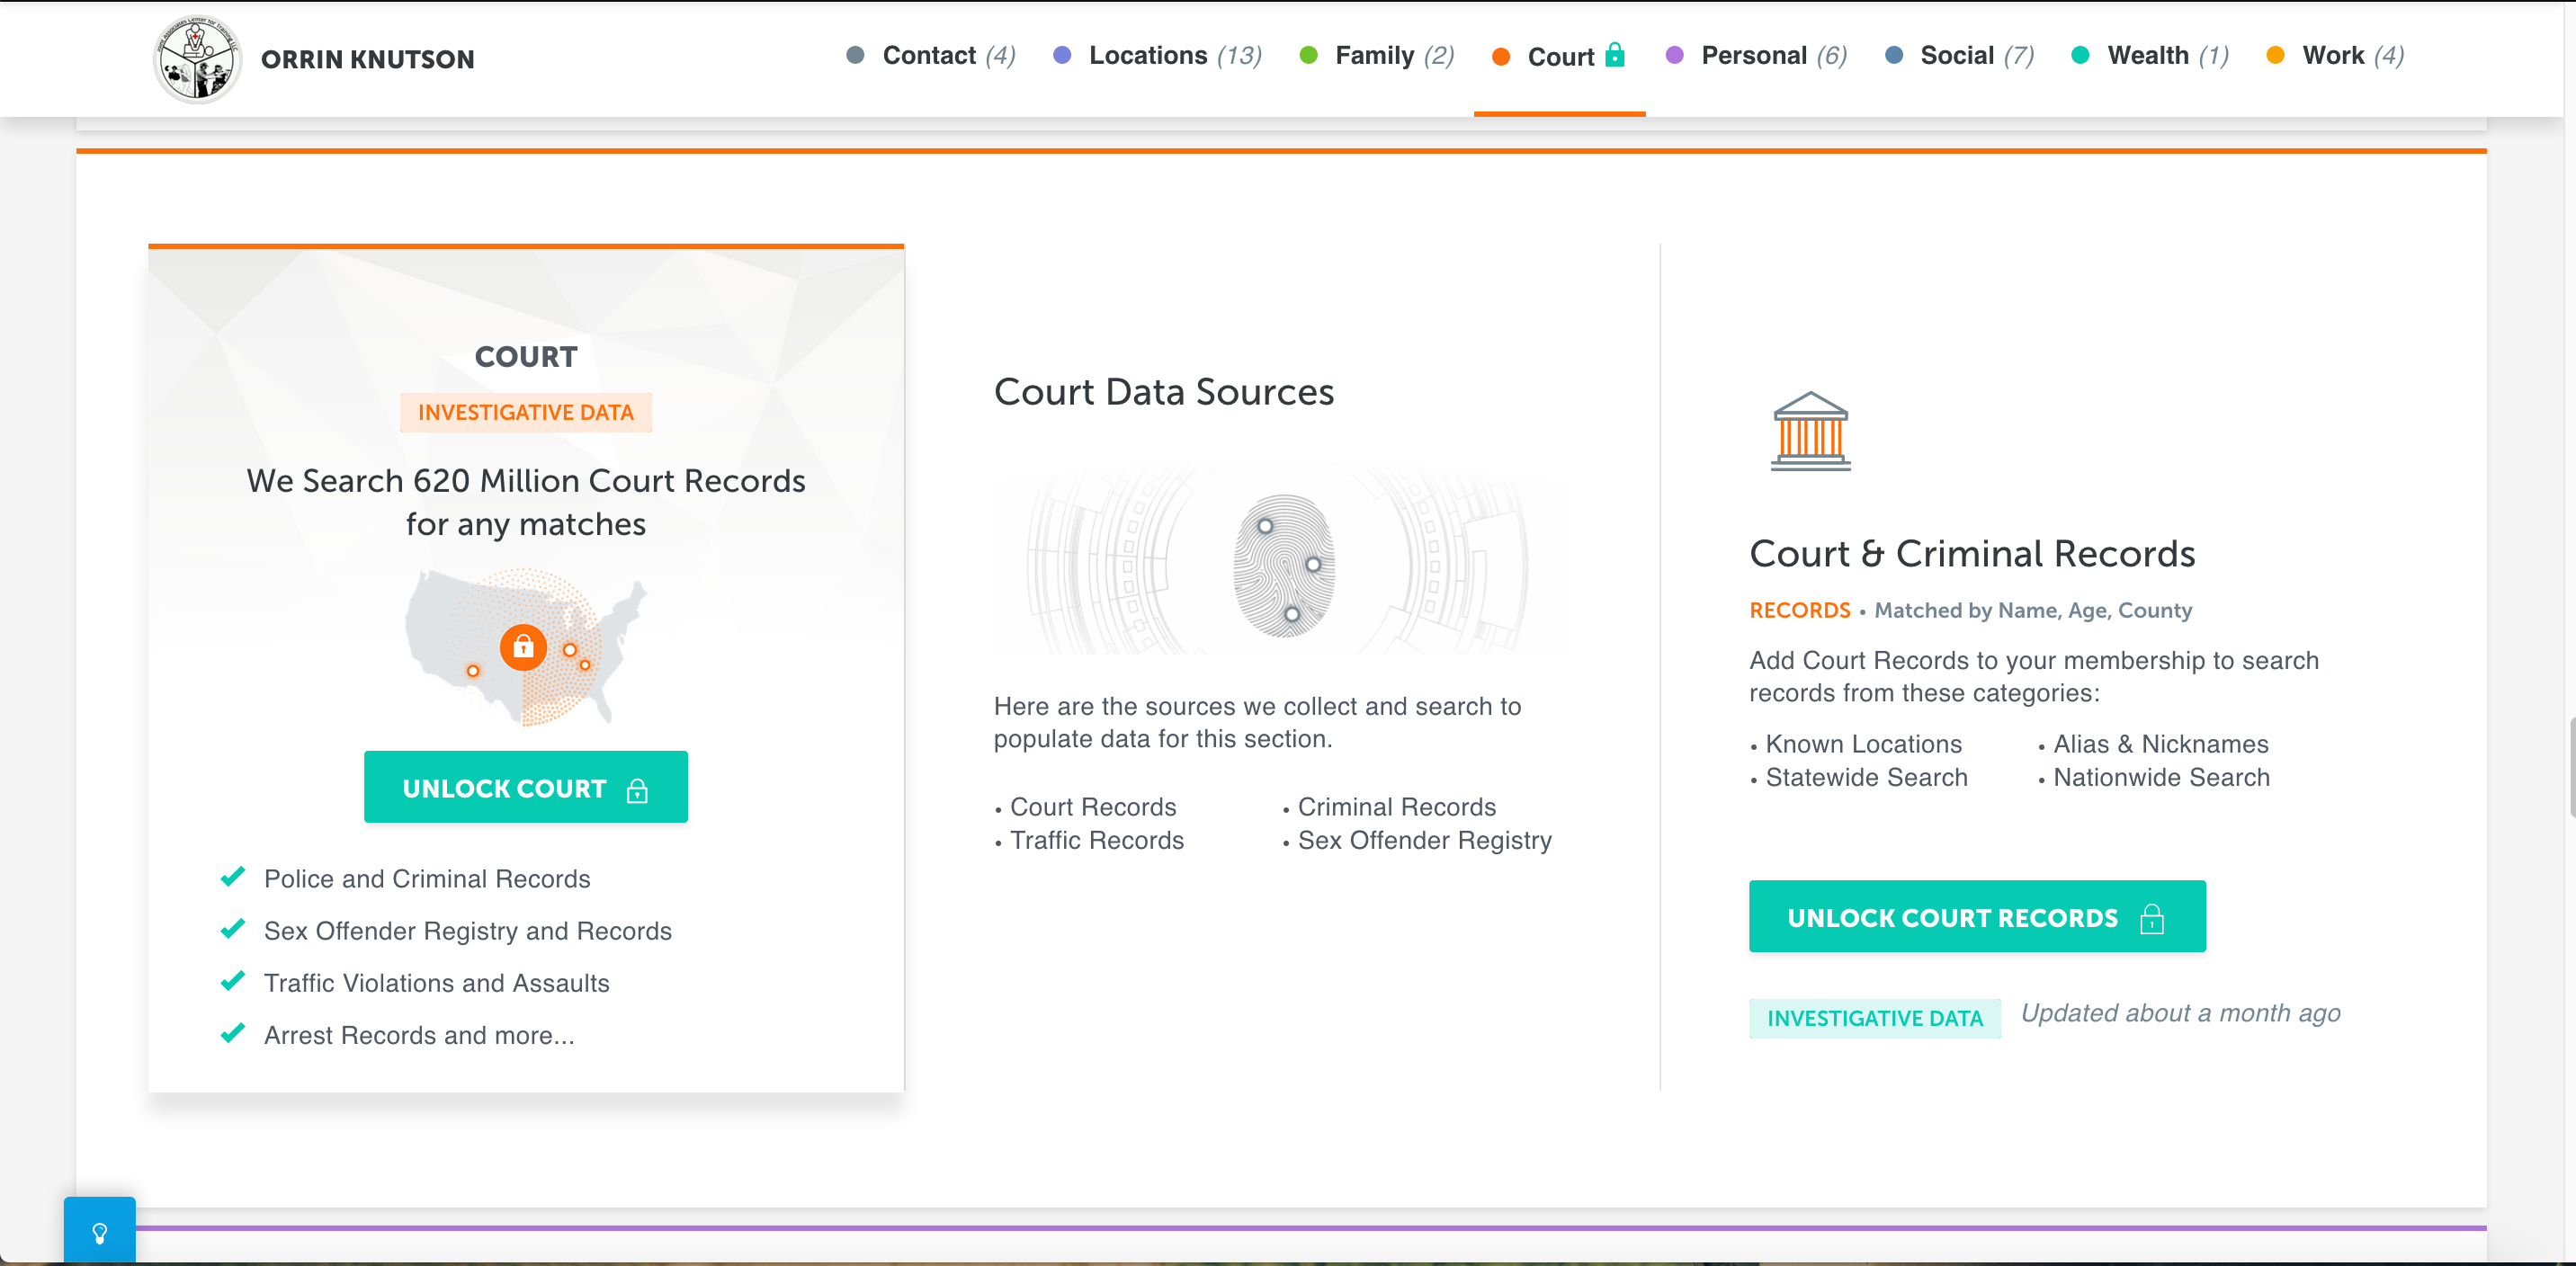 ORRIN KNUTSON
Contact (4)
Locations (13)
Family (2)
Court
Personal (6)
Social (7)
Wealth (1)
Work (4)
COURT
INVESTIGATIVE DATA
We Search 620 Million Court Records
for any matches
UNLOCK COURT
Police and Criminal Records
Sex Offender Registry and Records
Traffic Violations and Assaults
Arrest Records and more...
Court Data Sources
Here are the sources we collect and search to
populate data for this section.
• Court Records
• Criminal Records
• Traffic Records
• Sex Offender Registry
Court & Criminal Records
RECORDS • Matched by Name, Age, County
Add Court Records to your membership to search
records from these categories:
• Known Locations
• Alias & Nicknames
• Statewide Search
• Nationwide Search
UNLOCK COURT RECORDS
INVESTIGATIVE DATA
Updated about a month ago